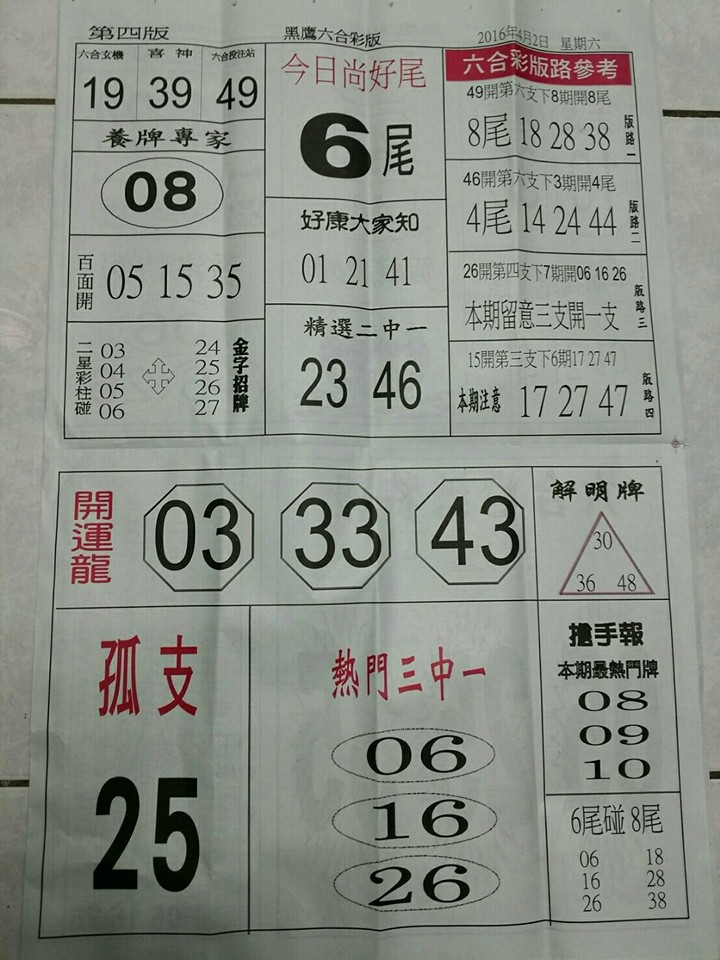 第四版
黑鷹六合彩版
2016年4月2日 星期六
六合玄機 喜神 六合投注站
19 39 49
養牌專家
08
百面開
05 15 35
二星彩柱碰
03
04
05
06
24
25
26
27
金字招牌
今日尚好尾
6尾
好康大家知
01 21 41
精選二中一
23 46
六合彩版路參考
49開第六支下8期開8尾
8尾 18 28 38
版路一
46開第六支下3期開4尾
4尾 14 24 44
版路二
26開第四支下7期開06 16 26
本期留意三支開一支
版路三
15開第三支下6期17 27 47
本期注意 17 27 47
版路四
開運龍
03 33 43
解明牌
30
36 48
孤支
25
熱門三中一
06
16
26
搶手報
本期最熱門牌
08
09
10
6尾碰8尾
06 18
16 28
26 38